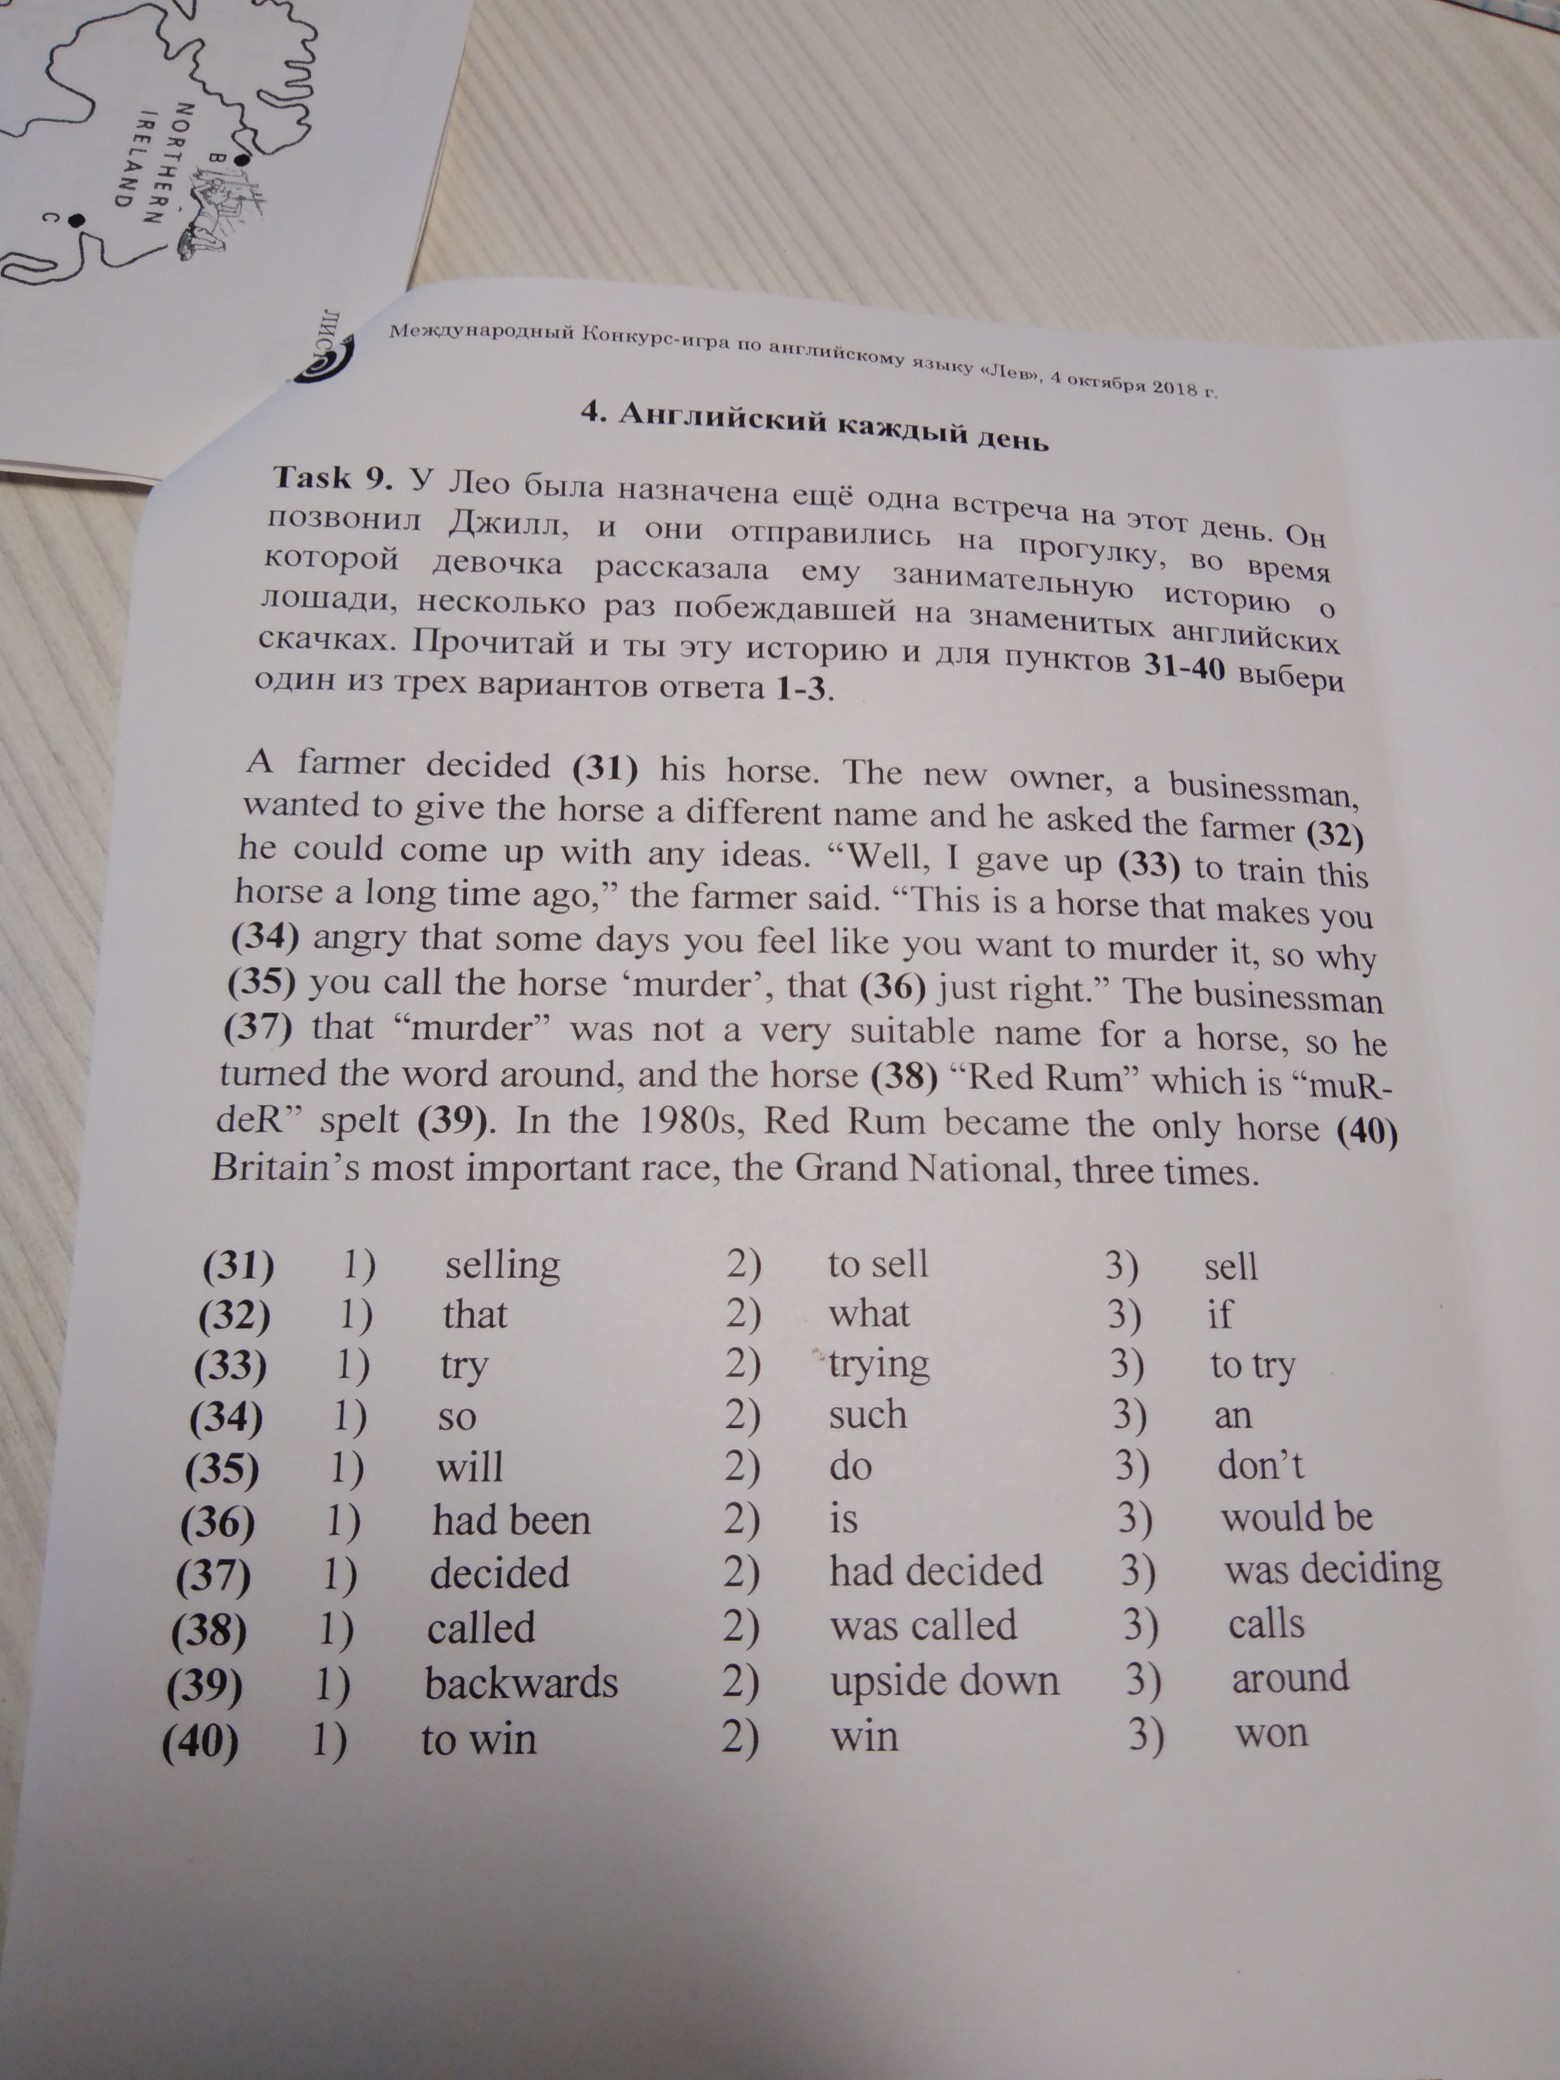 NORTHERN
IRELAND
B
C
ЛИС
Международный Конкурс-игра по английскому языку «Лев», 4 октября 2018 г.
4. Английский каждый день
Task 9. У Лео была назначена ещё одна встреча на этот день. Он
позвонил Джилл, и они отправились на прогулку, во время
которой девочка рассказала ему занимательную историю о
лошади, несколько раз побеждавшей на знаменитых английских
скачках. Прочитай и ты эту историю и для пунктов 31-40 выбери
один из трех вариантов ответа 1-3.
A farmer decided (31) his horse. The new owner, a businessman,
wanted to give the horse a different name and he asked the farmer (32)
he could come up with any ideas. “Well, I gave up (33) to train this
horse a long time ago,” the farmer said. “This is a horse that makes you
(34) angry that some days you feel like you want to murder it, so why
(35) you call the horse ‘murder’, that (36) just right.” The businessman
(37) that “murder” was not a very suitable name for a horse, so he
turned the word around, and the horse (38) “Red Rum” which is “muR-
deR” spelt (39). In the 1980s, Red Rum became the only horse (40)
Britain’s most important race, the Grand National, three times.
(31) 1) selling 2) to sell 3) sell
(32) 1) that 2) what 3) if
(33) 1) try 2) trying 3) to try
(34) 1) so 2) such 3) an
(35) 1) will 2) do 3) don’t
(36) 1) had been 2) is 3) would be
(37) 1) decided 2) had decided 3) was deciding
(38) 1) called 2) was called 3) calls
(39) 1) backwards 2) upside down 3) around
(40) 1) to win 2) win 3) won